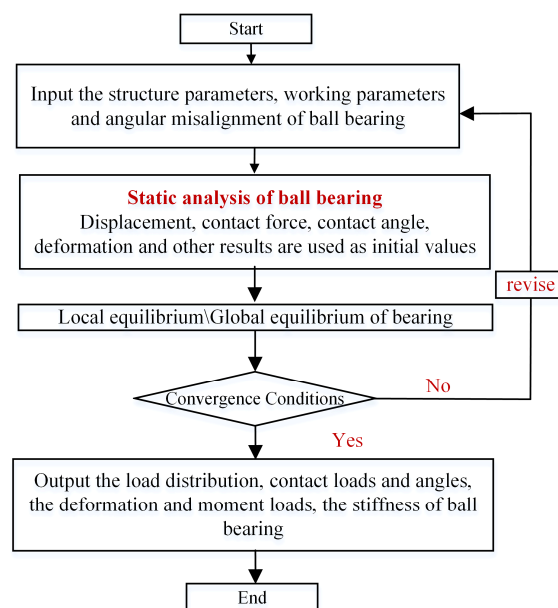 Start
Input the structure parameters, working parameters
and angular misalignment of ball bearing
Static analysis of ball bearing
Displacement, contact force, contact angle,
deformation and other results are used as initial values
revise
Local equilibrium\Global equilibrium of bearing
Convergence Conditions
No
Yes
Output the load distribution, contact loads and angles,
the deformation and moment loads, the stiffness of ball
bearing
End